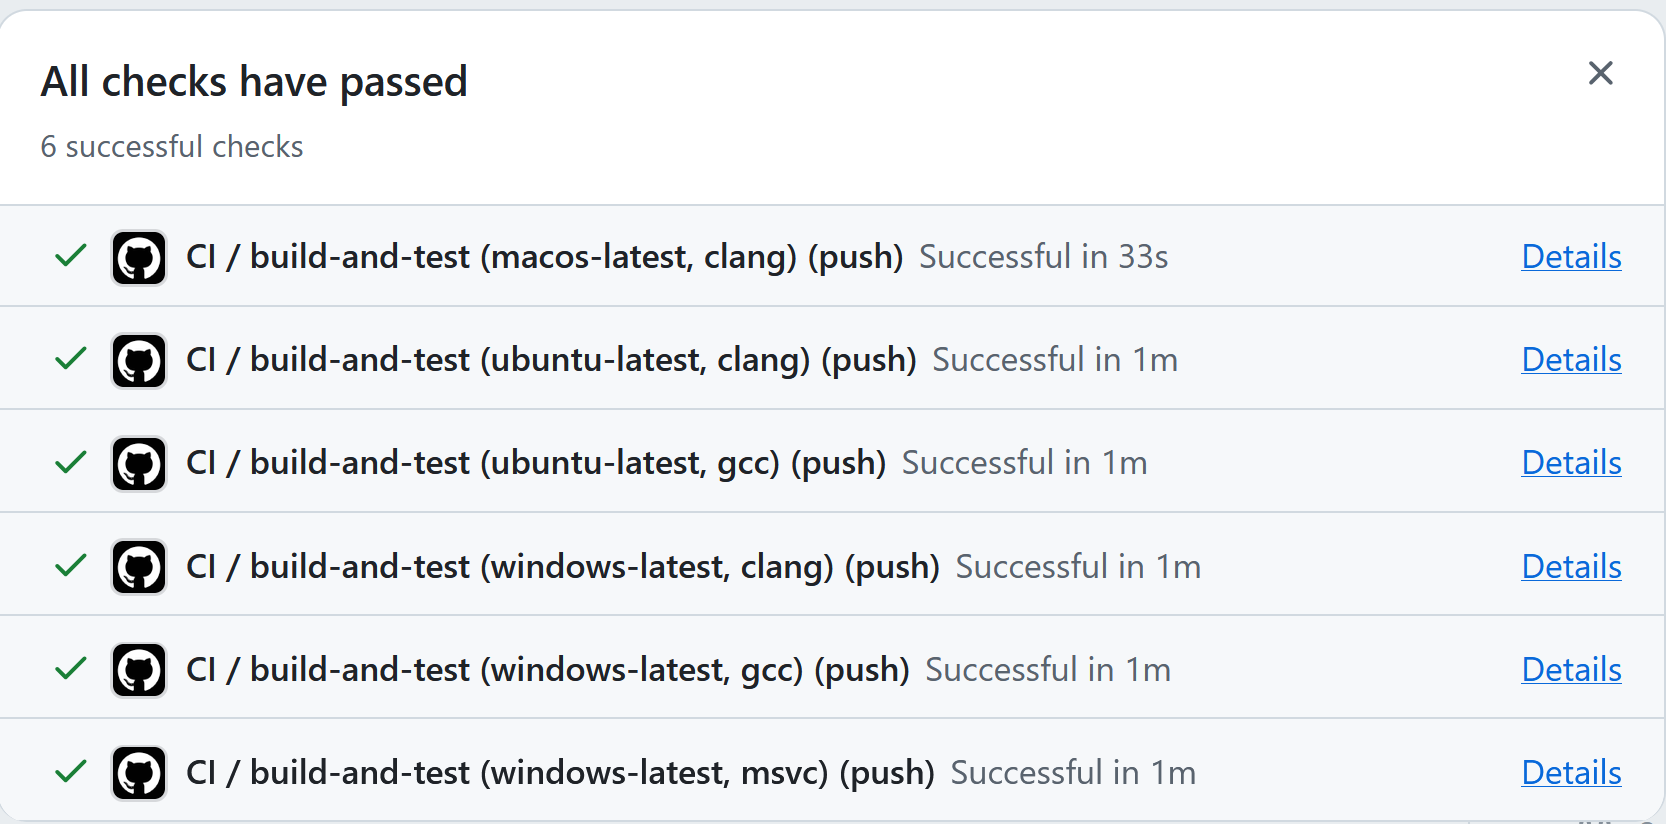 All checks have passed
6 successful checks
CI / build-and-test (macos-latest, clang) (push) Successful in 33s Details
CI / build-and-test (ubuntu-latest, clang) (push) Successful in 1m Details
CI / build-and-test (ubuntu-latest, gcc) (push) Successful in 1m Details
CI / build-and-test (windows-latest, clang) (push) Successful in 1m Details
CI / build-and-test (windows-latest, gcc) (push) Successful in 1m Details
CI / build-and-test (windows-latest, msvc) (push) Successful in 1m Details